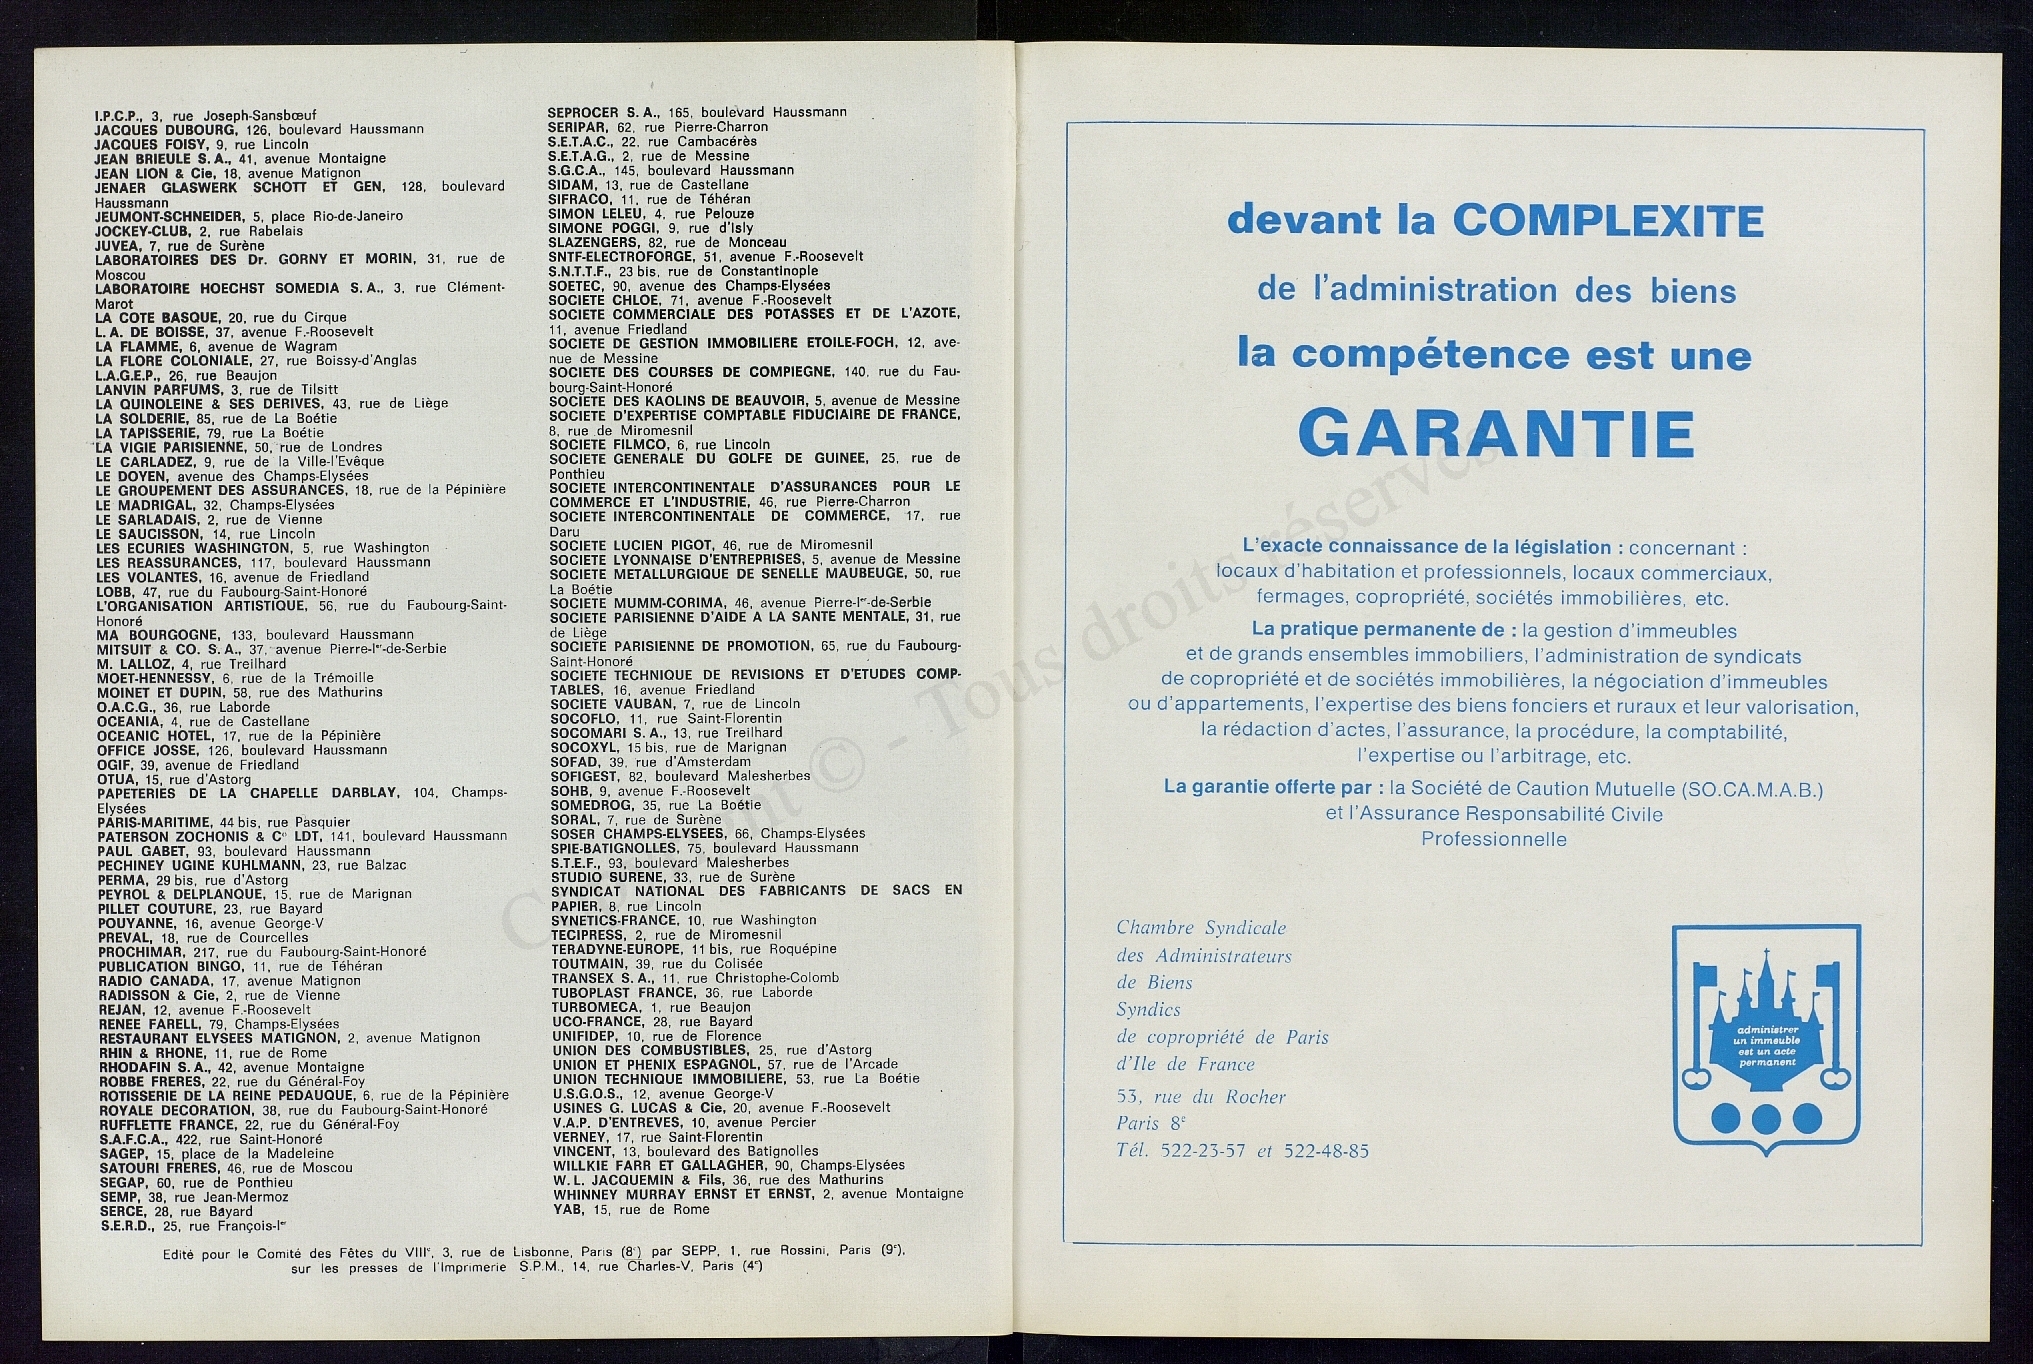 I.P.C.P., 3, rue Joseph-Sansbœuf
JACQUES DUBOURG, 126, boulevard Haussmann
JACQUES FOISY, 9, rue Lincoln
JEAN BRIEULE S. A., 41, avenue Montaigne
JEAN LION & Cie, 18, avenue Matignon
JENAER GLASWERK SCHOTT ET GEN, 128, boulevard
Haussmann
JEUMONT-SCHNEIDER, 5, place Rio-de-Janeiro
JOCKEY-CLUB, 2, rue Rabelais
JUVEA, 7, rue de Surène
LABORATOIRES DES Dr. GORNY ET MORIN, 31, rue de
Moscou
LABORATOIRE HOECHST SOMEDIA S. A., 3, rue Clément-
Marot
LA COTE BASQUE, 20, rue du Cirque
L. A. DE BOISSE, 37, avenue F.-Roosevelt
LA FLAMME, 6, avenue de Wagram
LA FLORE COLONIALE, 27, rue Boissy-d'Anglas
L.A.G.E.P., 26, rue Beaujon
LANVIN PARFUMS, 3, rue de Tilsitt
LA QUINOLEINE & SES DERIVES, 43, rue de Liège
LA SOLDERIE, 85, rue de La Boétie
LA TAPISSERIE, 79, rue La Boétie
LA VIGIE PARISIENNE, 50, rue de Londres
LE CARLADEZ, 9, rue de la Ville-l'Evêque
LE DOYEN, avenue des Champs-Elysées
LE GROUPEMENT DES ASSURANCES, 18, rue de la Pépinière
LE MADRIGAL, 32, Champs-Elysées
LE SARLADAIS, 2, rue de Vienne
LE SAUCISSON, 14, rue Lincoln
LES ECURIES WASHINGTON, 5, rue Washington
LES REASSURANCES, 117, boulevard Haussmann
LES VOLANTES, 16, avenue de Friedland
LOBB, 47, rue du Faubourg-Saint-Honoré
L'ORGANISATION ARTISTIQUE, 56, rue du Faubourg-Saint-
Honoré
MA BOURGOGNE, 133, boulevard Haussmann
MITSUIT & CO. S. A., 37, avenue Pierre-Iᵉʳ-de-Serbie
M. LALLOZ, 4, rue Treilhard
MOET-HENNESSY, 6, rue de la Trémoille
MOINET ET DUPIN, 58, rue des Mathurins
O.A.C.G., 36, rue Laborde
OCEANIA, 4, rue de Castellane
OCEANIC HOTEL, 17, rue de la Pépinière
OFFICE JOSSE, 126, boulevard Haussmann
OGIF, 39, avenue de Friedland
OTUA, 15, rue d'Astorg
PAPETERIES DE LA CHAPELLE DARBLAY, 104, Champs-
Elysées
PARIS-MARITIME, 44 bis, rue Pasquier
PATERSON ZOCHONIS & Cᵒ LDT, 141, boulevard Haussmann
PAUL GABET, 93, boulevard Haussmann
PECHINEY UGINE KUHLMANN, 23, rue Balzac
PERMA, 29 bis, rue d'Astorg
PEYROL & DELPLANQUE, 15, rue de Marignan
PILLET COUTURE, 23, rue Bayard
POUYANNE, 16, avenue George-V
PREVAL, 18, rue de Courcelles
PROCHIMAR, 217, rue du Faubourg-Saint-Honoré
PUBLICATION BINGO, 11, rue de Téhéran
RADIO CANADA, 17, avenue Matignon
RADISSON & Cie, 2, rue de Vienne
REJAN, 12, avenue F.-Roosevelt
RENEE FARELL, 79, Champs-Elysées
RESTAURANT ELYSEES MATIGNON, 2, avenue Matignon
RHIN & RHONE, 11, rue de Rome
RHODAFIN S. A., 42, avenue Montaigne
ROBBE FRERES, 22, rue du Général-Foy
ROTISSERIE DE LA REINE PEDAUQUE, 6, rue de la Pépinière
ROYALE DECORATION, 38, rue du Faubourg-Saint-Honoré
RUFFLETTE FRANCE, 22, rue du Général-Foy
S.A.F.C.A., 422, rue Saint-Honoré
SAGEP, 15, place de la Madeleine
SATOURI FRERES, 46, rue de Moscou
SEGAP, 60, rue de Ponthieu
SEMP, 38, rue Jean-Mermoz
SERCE, 28, rue Bayard
S.E.R.D., 25, rue François-Iᵉʳ
SEPROCER S. A., 165, boulevard Haussmann
SERIPAR, 62, rue Pierre-Charron
S.E.T.A.C., 22, rue Cambacérès
S.E.T.A.G., 2, rue de Messine
S.G.C.A., 145, boulevard Haussmann
SIDAM, 13, rue de Castellane
SIFRACO, 11, rue de Téhéran
SIMON LELEU, 4, rue Pelouze
SIMONE POGGI, 9, rue d'Isly
SLAZENGERS, 82, rue de Monceau
SNTF-ELECTROFORGE, 51, avenue F.-Roosevelt
S.N.T.T.F., 23 bis, rue de Constantinople
SOETEC, 90, avenue des Champs-Elysées
SOCIETE CHLOE, 71, avenue F.-Roosevelt
SOCIETE COMMERCIALE DES POTASSES ET DE L'AZOTE,
11, avenue Friedland
SOCIETE DE GESTION IMMOBILIERE ETOILE-FOCH, 12, ave-
nue de Messine
SOCIETE DES COURSES DE COMPIEGNE, 140, rue du Fau-
bourg-Saint-Honoré
SOCIETE DES KAOLINS DE BEAUVOIR, 5, avenue de Messine
SOCIETE D'EXPERTISE COMPTABLE FIDUCIAIRE DE FRANCE,
8, rue de Miromesnil
SOCIETE FILMCO, 6, rue Lincoln
SOCIETE GENERALE DU GOLFE DE GUINEE, 25, rue de
Ponthieu
SOCIETE INTERCONTINENTALE D'ASSURANCES POUR LE
COMMERCE ET L'INDUSTRIE, 46, rue Pierre-Charron
SOCIETE INTERCONTINENTALE DE COMMERCE, 17, rue
Daru
SOCIETE LUCIEN PIGOT, 46, rue de Miromesnil
SOCIETE LYONNAISE D'ENTREPRISES, 5, avenue de Messine
SOCIETE METALLURGIQUE DE SENELLE MAUBEUGE, 50, rue
La Boétie
SOCIETE MUMM-CORIMA, 46, avenue Pierre-Iᵉʳ-de-Serbie
SOCIETE PARISIENNE D'AIDE A LA SANTE MENTALE, 31, rue
de Liège
SOCIETE PARISIENNE DE PROMOTION, 65, rue du Faubourg-
Saint-Honoré
SOCIETE TECHNIQUE DE REVISIONS ET D'ETUDES COMP-
TABLES, 16, avenue Friedland
SOCIETE VAUBAN, 7, rue de Lincoln
SOCOFLO, 11, rue Saint-Florentin
SOCOMARI S. A., 13, rue Treilhard
SOCOXYL, 15 bis, rue de Marignan
SOFAD, 39, rue d'Amsterdam
SOFIGEST, 82, boulevard Malesherbes
SOHB, 9, avenue F.-Roosevelt
SOMEDROG, 35, rue La Boétie
SORAL, 7, rue de Surène
SOSER CHAMPS-ELYSEES, 66, Champs-Elysées
SPIE-BATIGNOLLES, 75, boulevard Haussmann
S.T.E.F., 93, boulevard Malesherbes
STUDIO SURENE, 33, rue de Surène
SYNDICAT NATIONAL DES FABRICANTS DE SACS EN
PAPIER, 8, rue Lincoln
SYNETICS-FRANCE, 10, rue Washington
TECIPRESS, 2, rue de Miromesnil
TERADYNE-EUROPE, 11 bis, rue Roquépine
TOUTMAIN, 39, rue du Colisée
TRANSEX S. A., 11, rue Christophe-Colomb
TUBOPLAST FRANCE, 36, rue Laborde
TURBOMECA, 1, rue Beaujon
UCO-FRANCE, 28, rue Bayard
UNIFIDEP, 10, rue de Florence
UNION DES COMBUSTIBLES, 25, rue d'Astorg
UNION ET PHENIX ESPAGNOL, 57, rue de l'Arcade
UNION TECHNIQUE IMMOBILIERE, 53, rue La Boétie
U.S.G.O.S., 12, avenue George-V
USINES G. LUCAS & Cie, 20, avenue F.-Roosevelt
V.A.P. D'ENTREVES, 10, avenue Percier
VERNEY, 17, rue Saint-Florentin
VINCENT, 13, boulevard des Batignolles
WILLKIE FARR ET GALLAGHER, 90, Champs-Elysées
W. L. JACQUEMIN & Fils, 36, rue des Mathurins
WHINNEY MURRAY ERNST ET ERNST, 2, avenue Montaigne
YAB, 15, rue de Rome
Edité pour le Comité des Fêtes du VIIIᵉ, 3, rue de Lisbonne, Paris (8ᵉ) par SEPP, 1, rue Rossini, Paris (9ᵉ),
sur les presses de l'Imprimerie S.P.M., 14, rue Charles-V, Paris (4ᵉ)
devant la COMPLEXITE
de l'administration des biens
la compétence est une
GARANTIE
L'exacte connaissance de la législation : concernant :
locaux d'habitation et professionnels, locaux commerciaux,
fermages, copropriété, sociétés immobilières, etc.
La pratique permanente de : la gestion d'immeubles
et de grands ensembles immobiliers, l'administration de syndicats
de copropriété et de sociétés immobilières, la négociation d'immeubles
ou d'appartements, l'expertise des biens fonciers et ruraux et leur valorisation,
la rédaction d'actes, l'assurance, la procédure, la comptabilité,
l'expertise ou l'arbitrage, etc.
La garantie offerte par : la Société de Caution Mutuelle (SO.CA.M.A.B.)
et l'Assurance Responsabilité Civile
Professionnelle
Chambre Syndicale
des Administrateurs
de Biens
Syndics
de copropriété de Paris
d'Ile de France
53, rue du Rocher
Paris 8ᵉ
Tél. 522-23-57 et 522-48-85
administrer
un immeuble
est un acte
permanent
Copyright © - Tous droits réservés